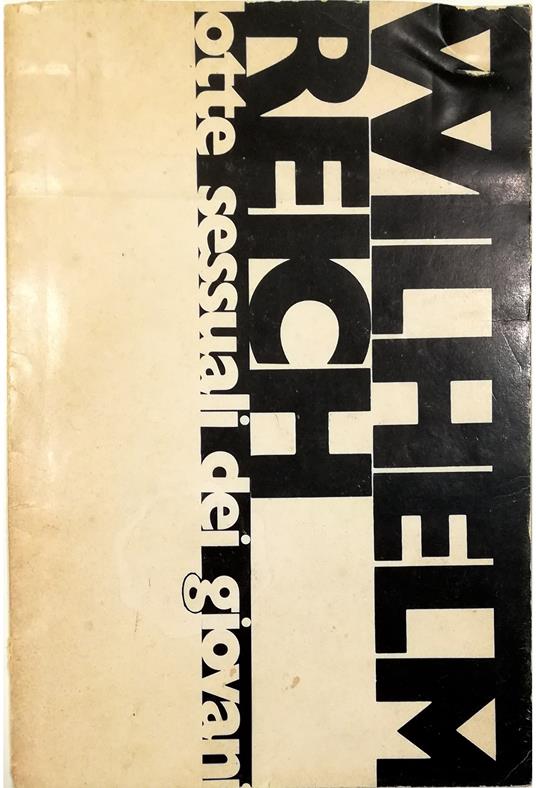 WILHELM
REICH
lotte sessuali dei giovani